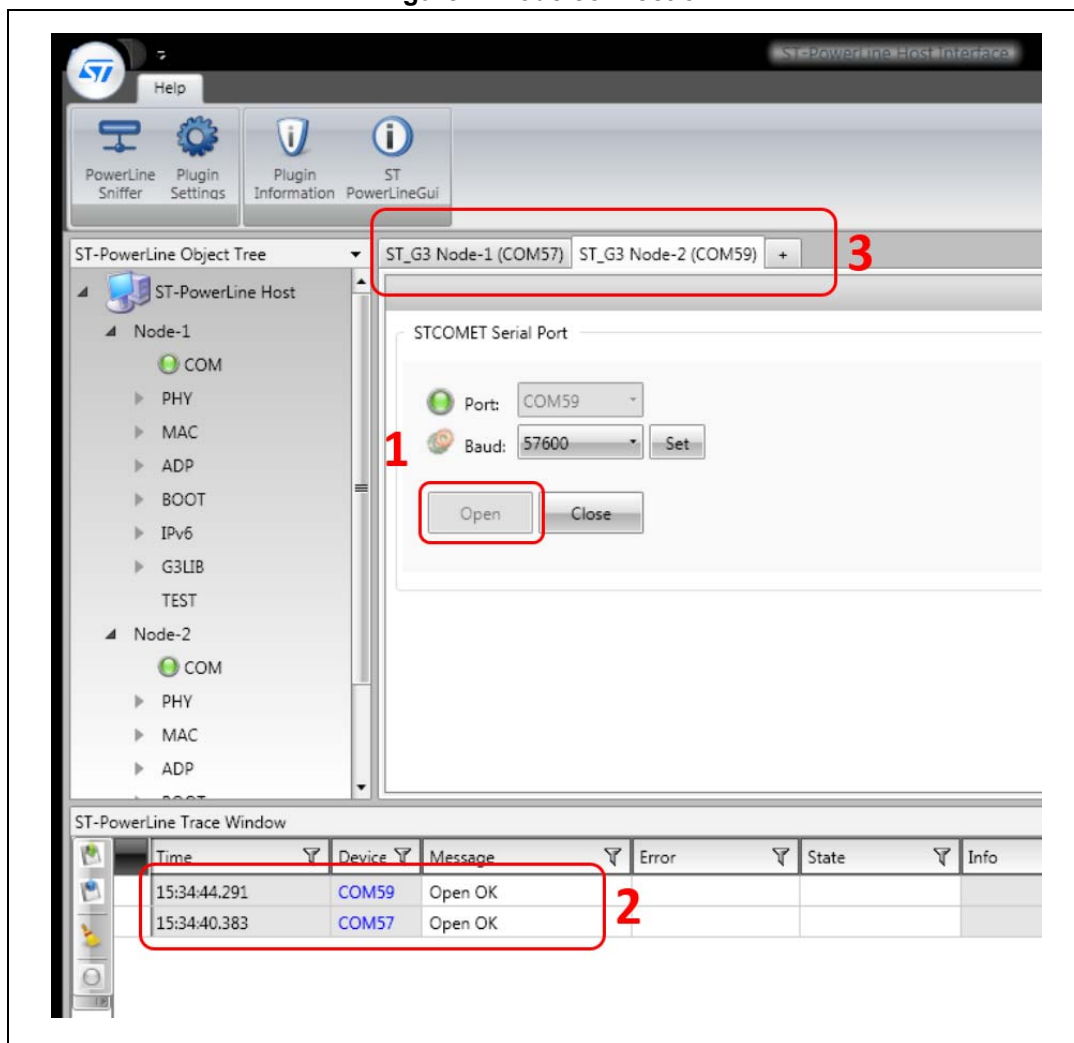 ST-PowerLine Host Interface
ST
Help
PowerLine Sniffer
Plugin Settings
Plugin Information
ST PowerLineGui
ST-PowerLine Object Tree
ST_G3 Node-1 (COM57) ST_G3 Node-2 (COM59) +
3
ST-PowerLine Host
Node-1
COM
PHY
MAC
ADP
BOOT
IPv6
G3LIB
TEST
Node-2
COM
PHY
MAC
ADP
STCOMET Serial Port
Port: COM59
1
Baud: 57600 Set
Open Close
ST-PowerLine Trace Window
Time Device Message Error State Info
15:34:44.291 COM59 Open OK
15:34:40.383 COM57 Open OK
2